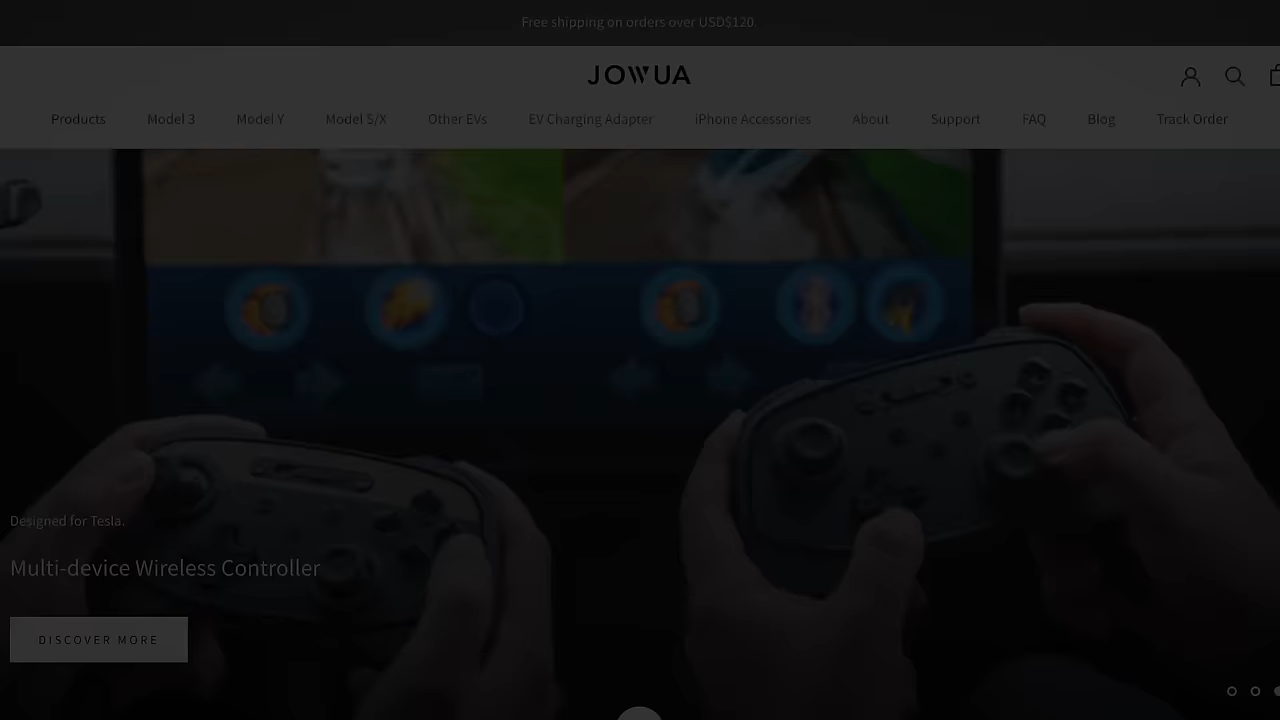 Free shipping on orders over USD$120
JOWUA
Products Model 3 Model Y Model S/X Other EVs EV Charging Adapter iPhone Accessories About Support FAQ Blog Track Order
Designed for Tesla.
Multi-device Wireless Controller
DISCOVER MORE